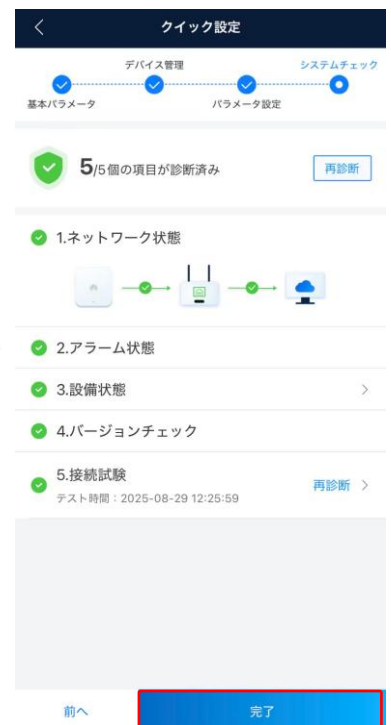 クイック設定
デバイス管理
システムチェック
基本パラメータ
パラメータ設定
5/5個の項目が診断済み
再診断
1.ネットワーク状態
2.アラーム状態
3.設備状態
4.バージョンチェック
5.接続試験
再診断
テスト時間：2025-08-29 12:25:59
前へ
完了